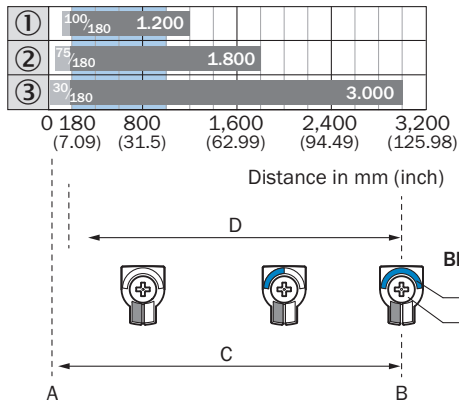 ① 100/180 1.200
② 75/180 1.800
③ 30/180 3.000
0 180 800 1,600 2,400 3,200
(7.09) (31.5) (62.99) (94.49) (125.98)
Distance in mm (inch)
D
C
A B